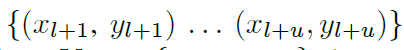 {(x_{l+1}, y_{l+1}) … (x_{l+u}, y_{l+u})}